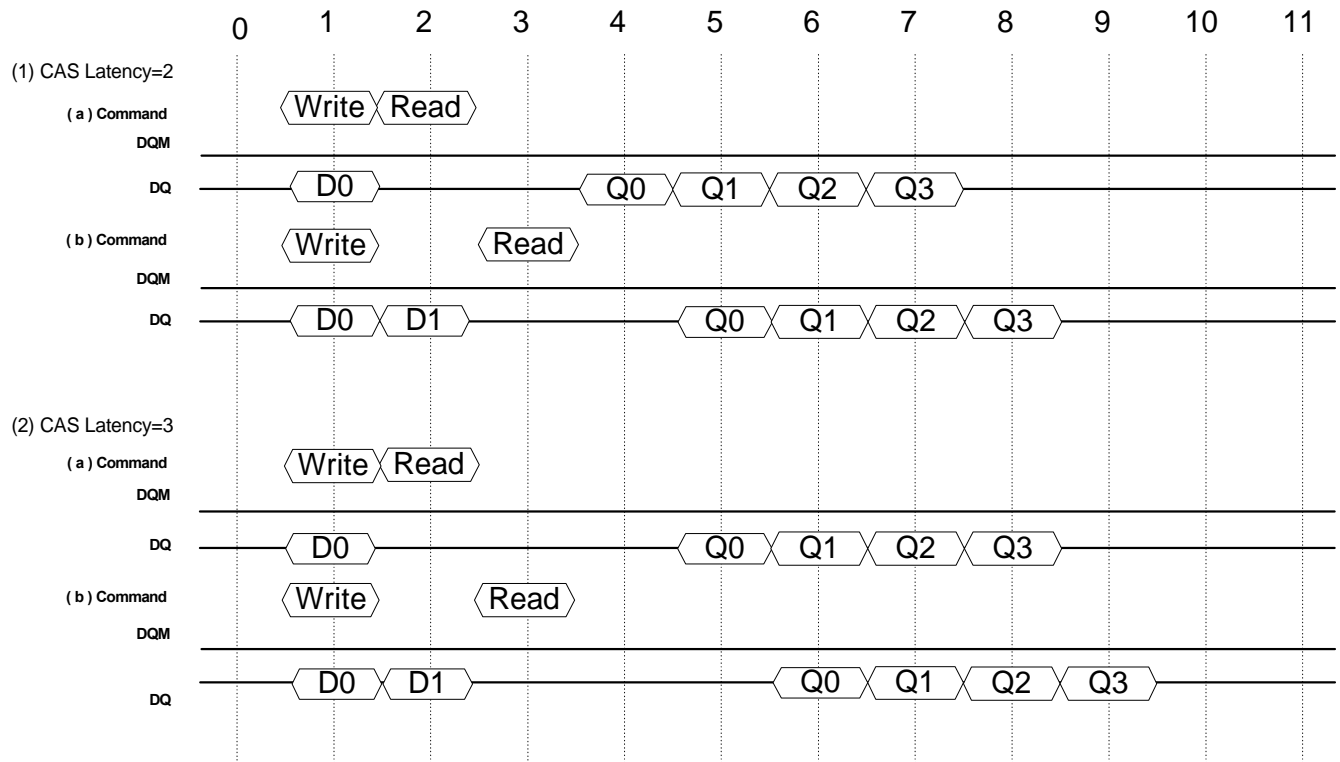 0 1 2 3 4 5 6 7 8 9 10 11
(1) CAS Latency=2
( a ) Command Write Read
DQM
DQ D0 Q0 Q1 Q2 Q3
( b ) Command Write Read
DQM
DQ D0 D1 Q0 Q1 Q2 Q3
(2) CAS Latency=3
( a ) Command Write Read
DQM
DQ D0 Q0 Q1 Q2 Q3
( b ) Command Write Read
DQM
DQ D0 D1 Q0 Q1 Q2 Q3